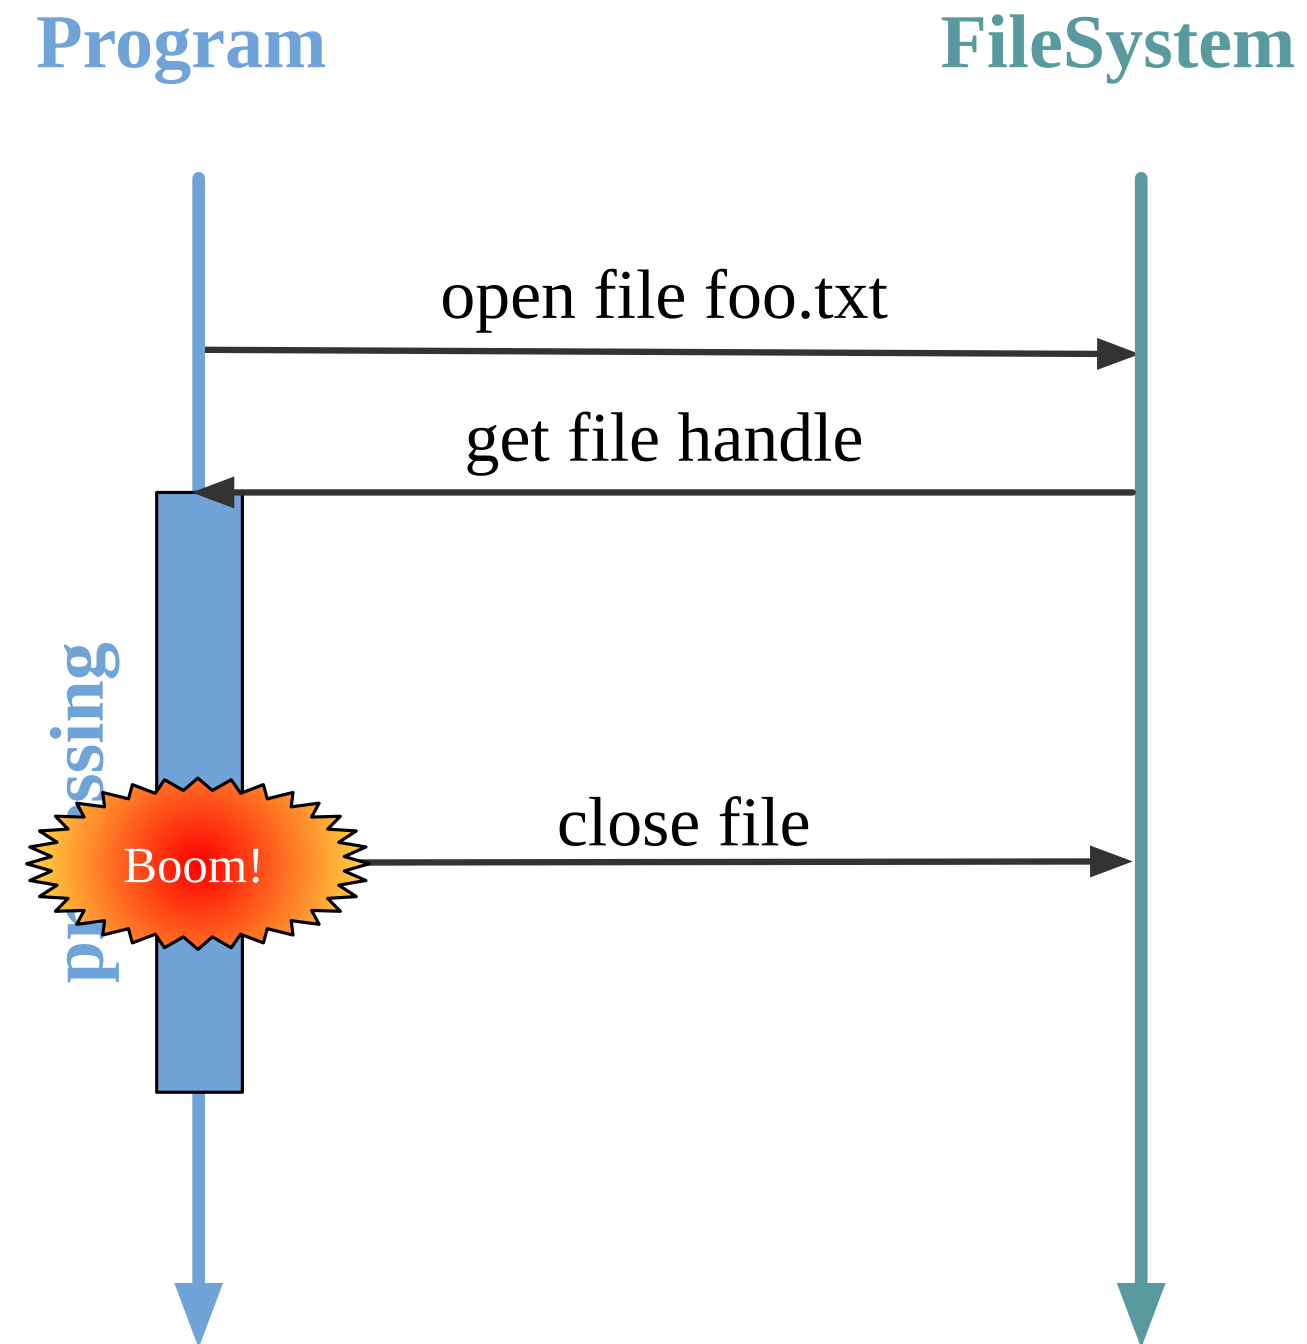 Program
FileSystem
open file foo.txt
get file handle
close file
Boom!